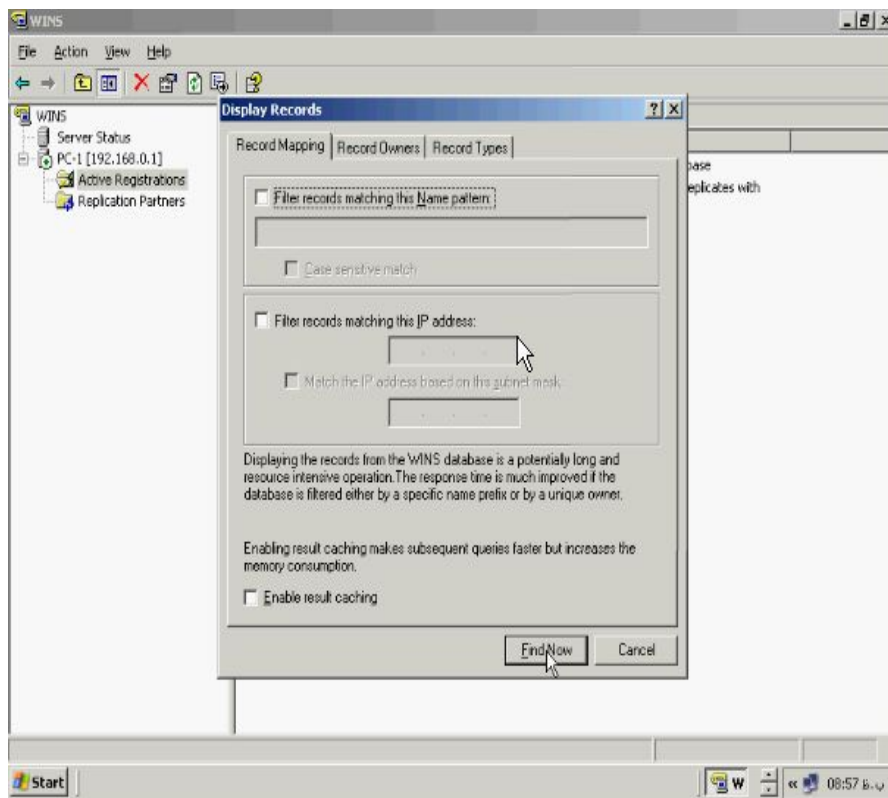 WINS
File Action View Help
WINS
Server Status
PC-1 [192.168.0.1]
Active Registrations
Replication Partners
Display Records
Record Mapping Record Owners Record Types
Filter records matching this Name pattern:
Case sensitive match
Filter records matching this IP address:
Match the IP address based on this subnet mask:
Displaying the records from the WINS database is a potentially long and
resource intensive operation.The response time is much improved if the
database is filtered either by a specific name prefix or by a unique owner.
Enabling result caching makes subsequent queries faster but increases the
memory consumption.
Enable result caching
Find Now Cancel
base
eplicates with
Start
W
08:57 ب.ظ